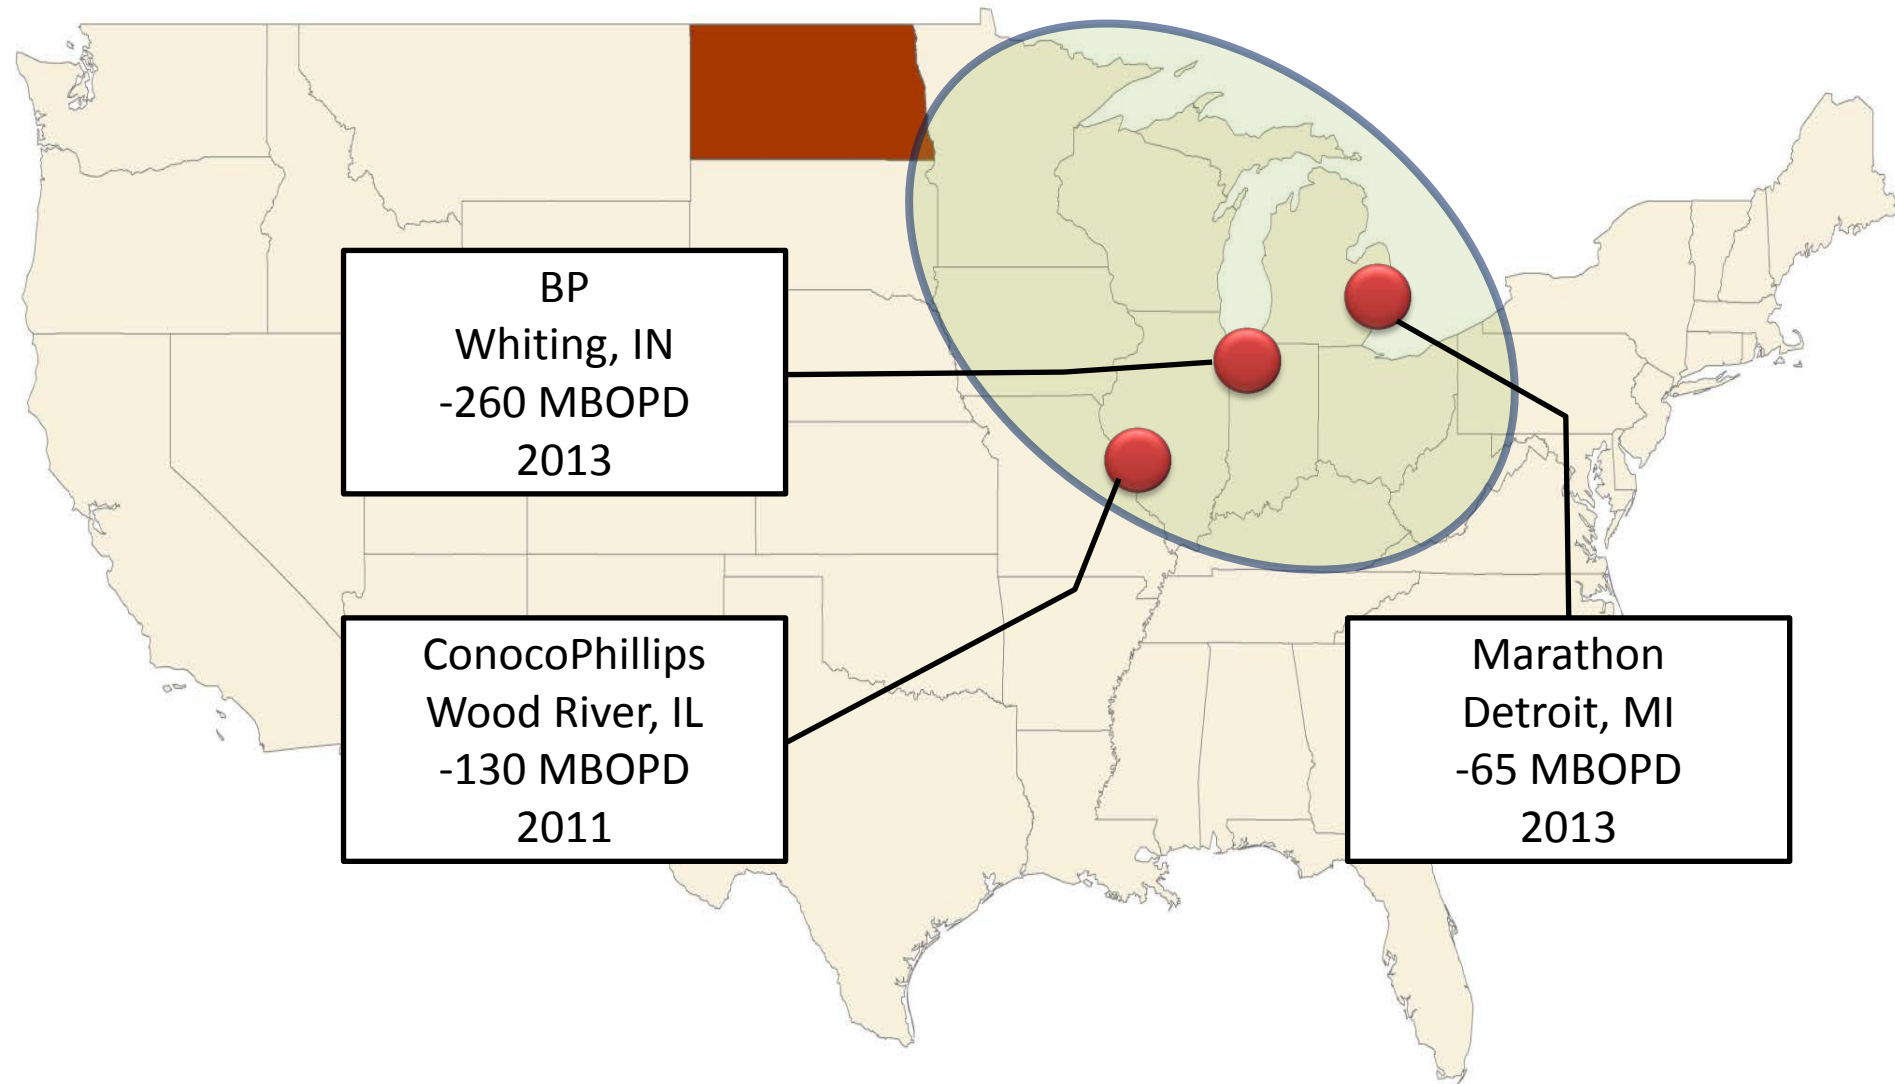 BP
Whiting, IN
-260 MBOPD
2013
ConocoPhillips
Wood River, IL
-130 MBOPD
2011
Marathon
Detroit, MI
-65 MBOPD
2013